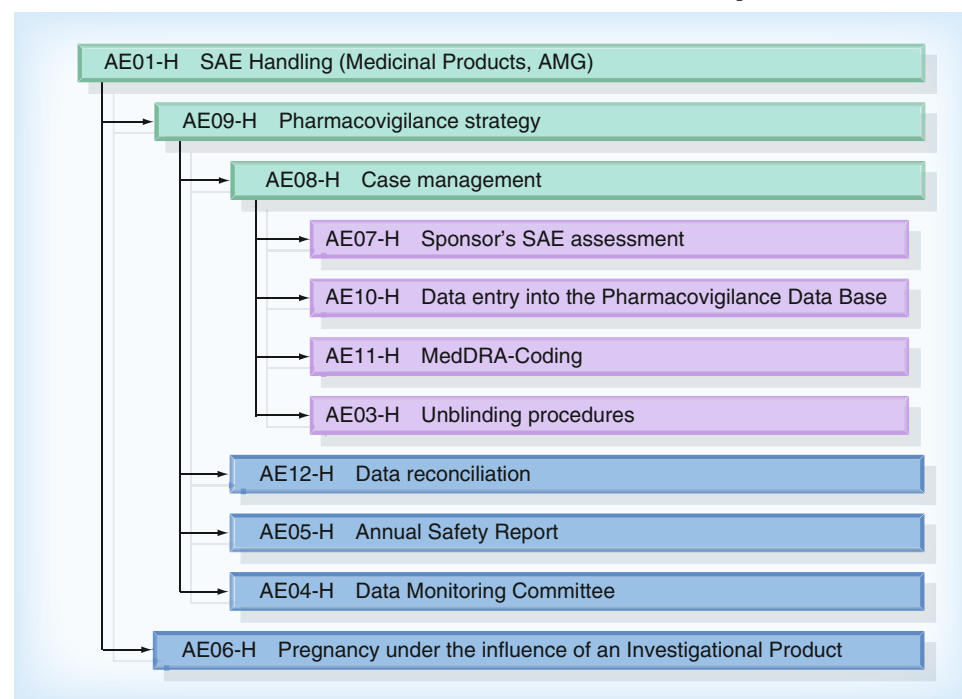 AE01-H SAE Handling (Medicinal Products, AMG)
AE09-H Pharmacovigilance strategy
AE08-H Case management
AE07-H Sponsor's SAE assessment
AE10-H Data entry into the Pharmacovigilance Data Base
AE11-H MedDRA-Coding
AE03-H Unblinding procedures
AE12-H Data reconciliation
AE05-H Annual Safety Report
AE04-H Data Monitoring Committee
AE06-H Pregnancy under the influence of an Investigational Product